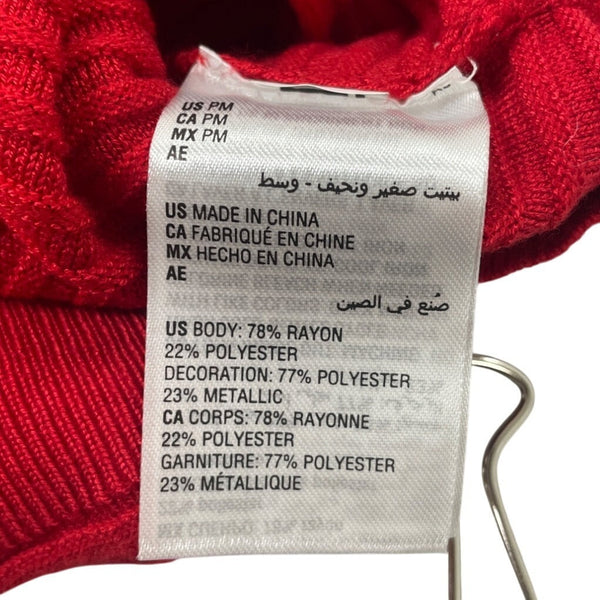 US PM
CA PM
MX PM
AE
بيتيت صغير ونحيف - وسط
US MADE IN CHINA
CA FABRIQUÉ EN CHINE
MX HECHO EN CHINA
AE
صُنع في الصين
US BODY: 78% RAYON
22% POLYESTER
DECORATION: 77% POLYESTER
23% METALLIC
CA CORPS: 78% RAYONNE
22% POLYESTER
GARNITURE: 77% POLYESTER
23% MÉTALLIQUE